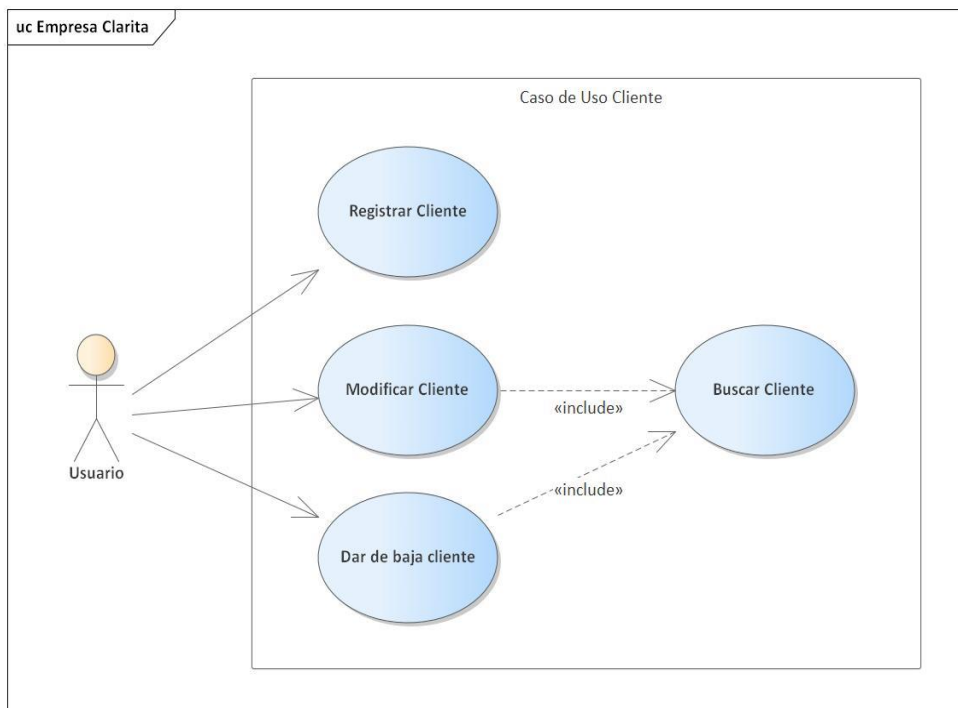 uc Empresa Clarita
Caso de Uso Cliente
Registrar Cliente
Modificar Cliente
«include»
Buscar Cliente
Usuario
«include»
Dar de baja cliente